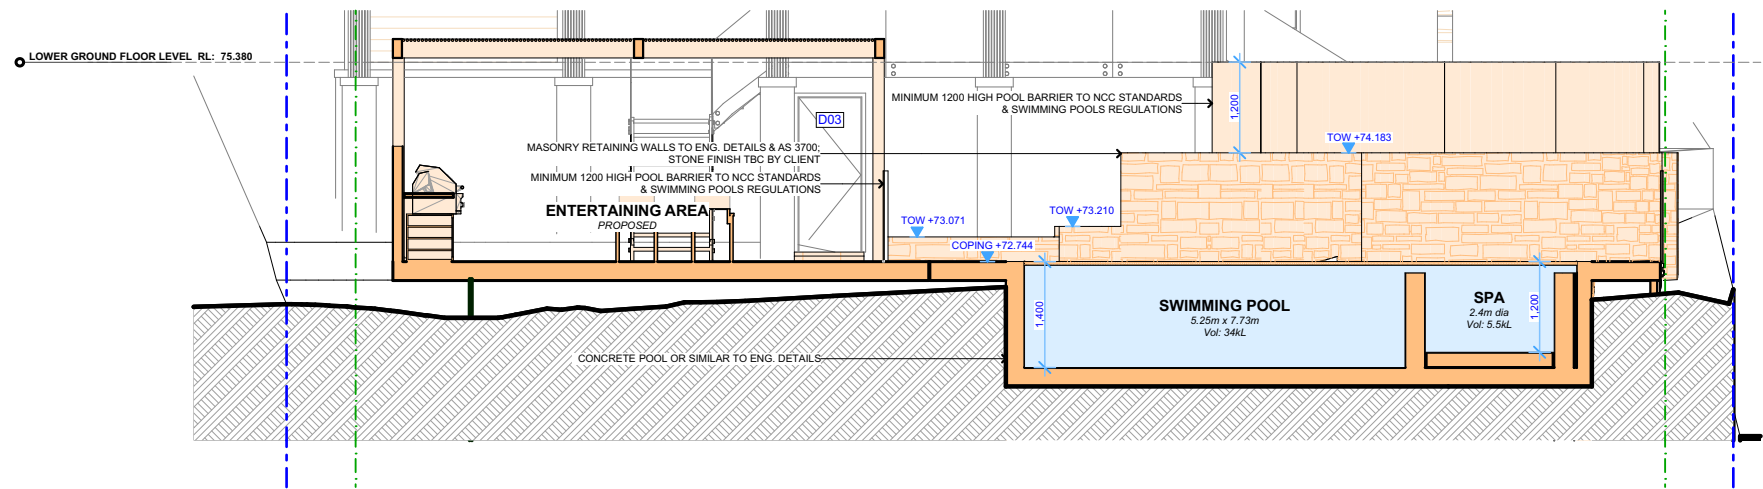 LOWER GROUND FLOOR LEVEL RL: 75.380
MINIMUM 1200 HIGH POOL BARRIER TO NCC STANDARDS
& SWIMMING POOLS REGULATIONS
1,200
D03
TOW +74.183
MASONRY RETAINING WALLS TO ENG. DETAILS & AS 3700;
STONE FINISH TBC BY CLIENT
MINIMUM 1200 HIGH POOL BARRIER TO NCC STANDARDS
& SWIMMING POOLS REGULATIONS
ENTERTAINING AREA
PROPOSED
TOW +73.071
TOW +73.210
COPING +72.744
SWIMMING POOL
5.25m x 7.73m
Vol: 34kL
1,400
SPA
2.4m dia
Vol: 5.5kL
1,200
CONCRETE POOL OR SIMILAR TO ENG. DETAILS